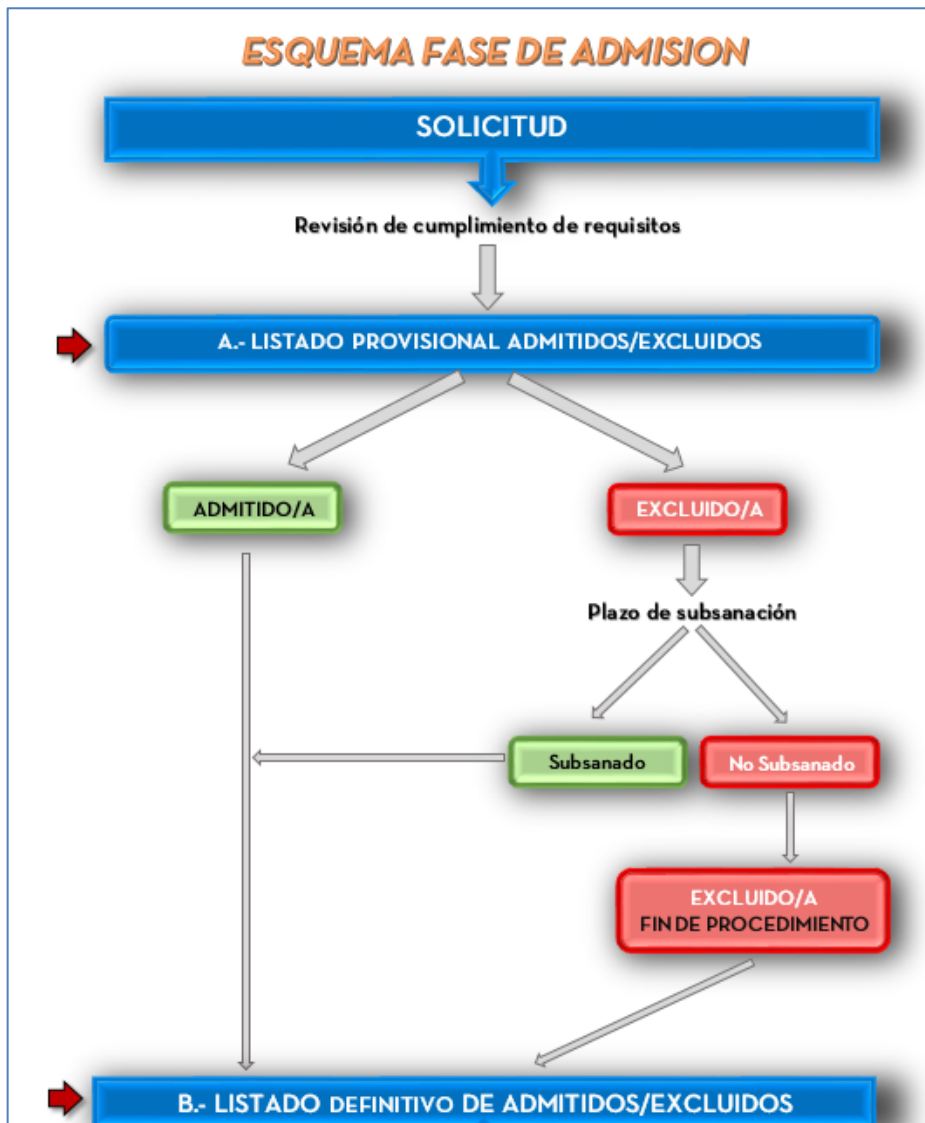 ESQUEMA FASE DE ADMISION
SOLICITUD
Revisión de cumplimiento de requisitos
A.- LISTADO PROVISIONAL ADMITIDOS/EXCLUIDOS
ADMITIDO/A
EXCLUIDO/A
Plazo de subsanación
Subsanado
No Subsanado
EXCLUIDO/A
FIN DE PROCEDIMIENTO
B.- LISTADO DEFINITIVO DE ADMITIDOS/EXCLUIDOS